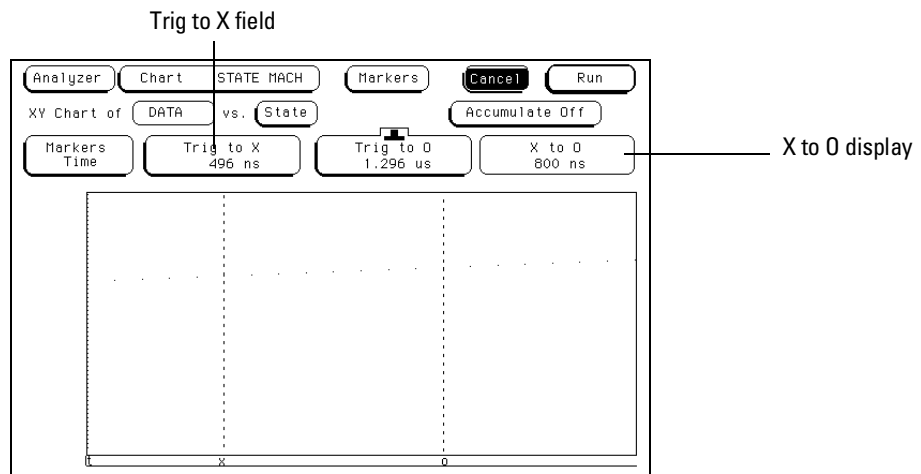 Trig to X field
Analyzer Chart STATE MACH Markers Cancel Run
XY Chart of DATA vs. State Accumulate Off
Markers Time
Trig to X 496 ns
Trig to O 1.296 us
X to O 800 ns
X to O display
t X O